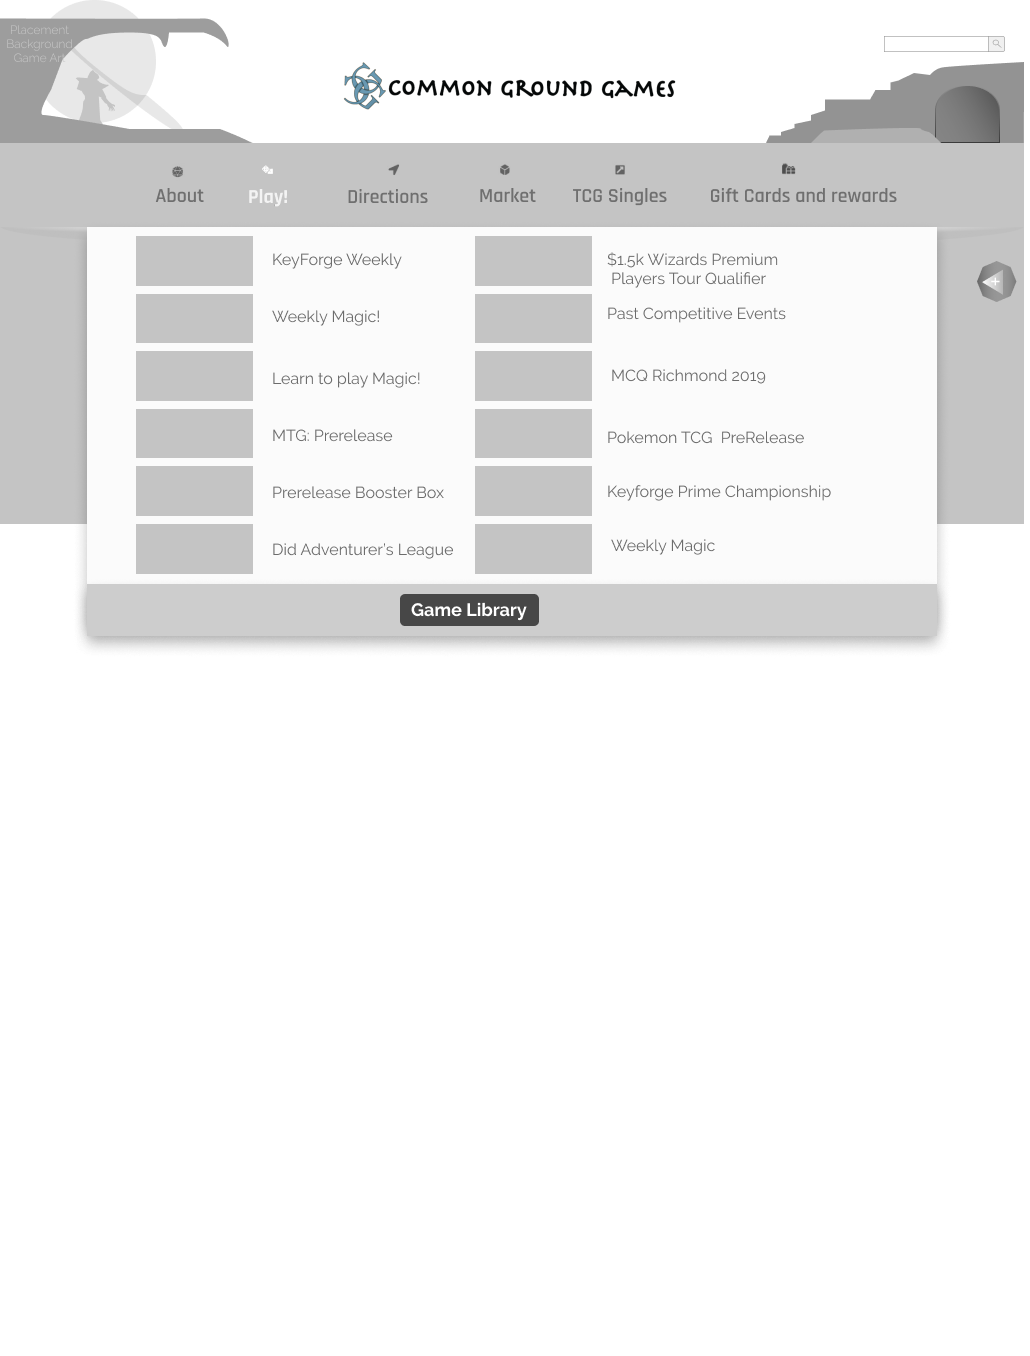 Placement
Background
Game Art
COMMON GROUND GAMES
About
Play!
Directions
Market
TCG Singles
Gift Cards and rewards
KeyForge Weekly
$1.5k Wizards Premium
Players Tour Qualifier
Weekly Magic!
Past Competitive Events
Learn to play Magic!
MCQ Richmond 2019
MTG: Prerelease
Pokemon TCG  PreRelease
Prerelease Booster Box
Keyforge Prime Championship
Did Adventurer's League
Weekly Magic
Game Library